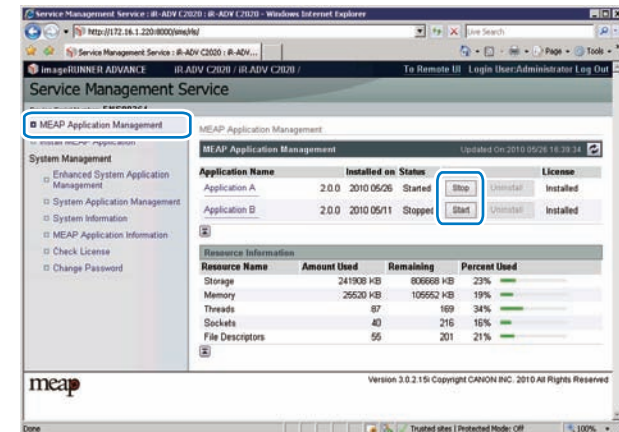 Service Management Service : iR-ADV C2020 : iR-ADV C2020 - Windows Internet Explorer
http://172.16.1.220:8000/sms/rls/
Live Search
Service Management Service : iR-ADV C2020 : iR-ADV...
Page
Tools
imageRUNNER ADVANCE
iR-ADV C2020 / iR-ADV C2020 /
To Remote UI Login User:Administrator Log Out
Service Management Service
MEAP Application Management
Install MEAP Application
System Management
Enhanced System Application
Management
System Application Management
System Information
MEAP Application Information
Check License
Change Password
MEAP Application Management
MEAP Application Management
Updated On:2010 05/26 16:39:34
Application Name Installed on Status License
Application A 2.0.0 2010 05/26 Started Stop Uninstall Installed
Application B 2.0.0 2010 05/11 Stopped Start Uninstall Installed
Resource Information
Resource Name Amount Used Remaining Percent Used
Storage 241908 KB 806668 KB 23%
Memory 25520 KB 105552 KB 19%
Threads 87 169 34%
Sockets 40 216 16%
File Descriptors 55 201 21%
meap
Version 3.0.2.15i Copyright CANON INC. 2010 All Rights Reserved
Done
Trusted sites | Protected Mode: Off
100%